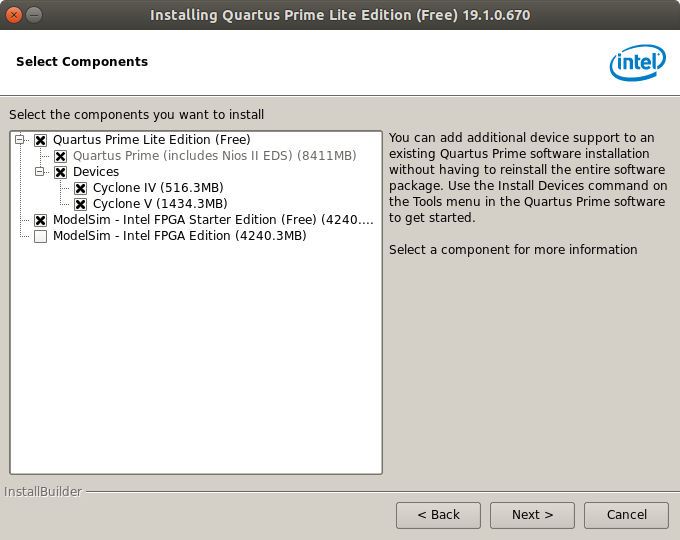 Installing Quartus Prime Lite Edition (Free) 19.1.0.670
Select Components
intel
Select the components you want to install
Quartus Prime Lite Edition (Free)
Quartus Prime (includes Nios II EDS) (8411MB)
Devices
Cyclone IV (516.3MB)
Cyclone V (1434.3MB)
ModelSim - Intel FPGA Starter Edition (Free) (4240....
ModelSim - Intel FPGA Edition (4240.3MB)
You can add additional device support to an
existing Quartus Prime software installation
without having to reinstall the entire software
package. Use the Install Devices command on
the Tools menu in the Quartus Prime software
to get started.
Select a component for more information
InstallBuilder
< Back
Next >
Cancel